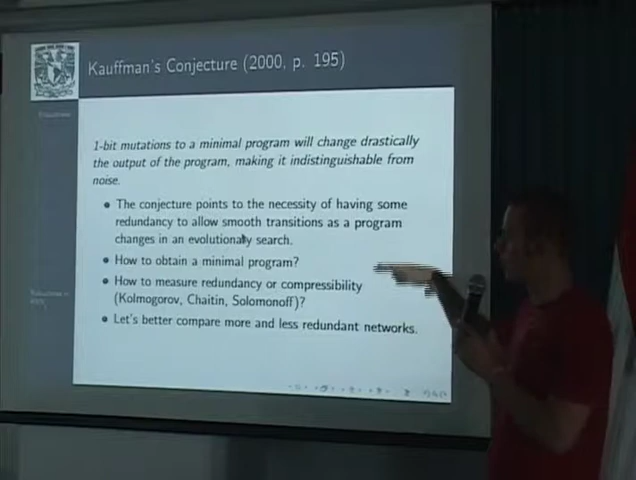 Kauffman's Conjecture (2000, p. 195)
1-bit mutations to a minimal program will change drastically
the output of the program, making it indistinguishable from
noise.
The conjecture points to the necessity of having some
redundancy to allow smooth transitions as a program
changes in an evolutionary search.
How to obtain a minimal program?
How to measure redundancy or compressibility
(Kolmogorov, Chaitin, Solomonoff)?
Let's better compare more and less redundant networks.